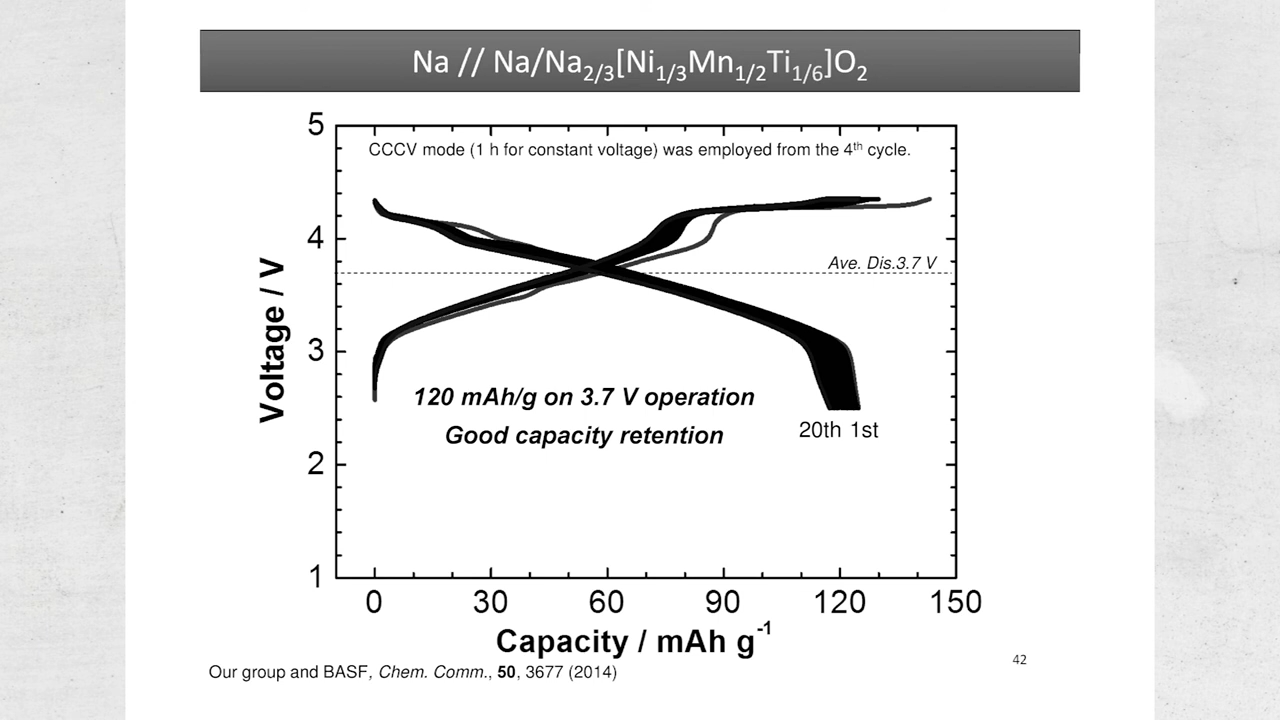 Na // Na/Na2/3[Ni1/3Mn1/2Ti1/6]O2
5
CCCV mode (1 h for constant voltage) was employed from the 4th cycle.
4
Ave. Dis.3.7 V
3
Voltage / V
120 mAh/g on 3.7 V operation
Good capacity retention
20th 1st
2
1
0 30 60 90 120 150
Capacity / mAh g-1
42
Our group and BASF, Chem. Comm., 50, 3677 (2014)